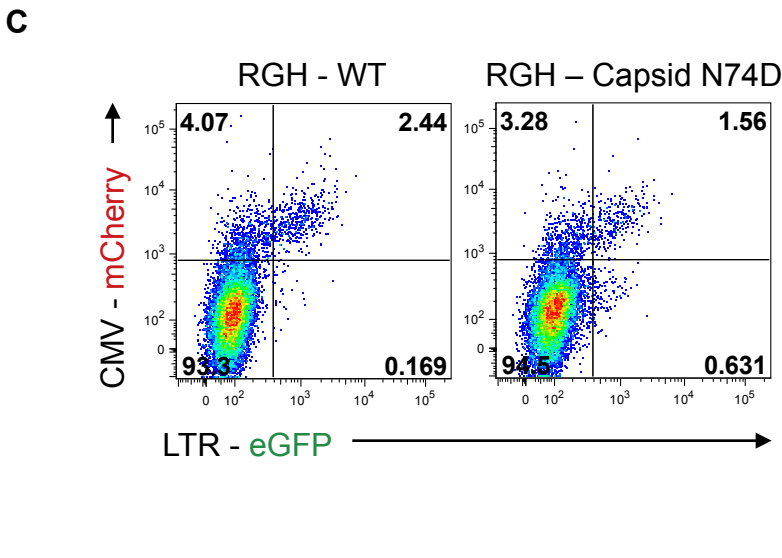 C
RGH - WT
RGH – Capsid N74D
CMV - mCherry
10^5
10^4
10^3
10^2
0
4.07
2.44
93.3
0.169
0 10^2 10^3 10^4 10^5
10^5
10^4
10^3
10^2
0
3.28
1.56
94.5
0.631
0 10^2 10^3 10^4 10^5
LTR - eGFP